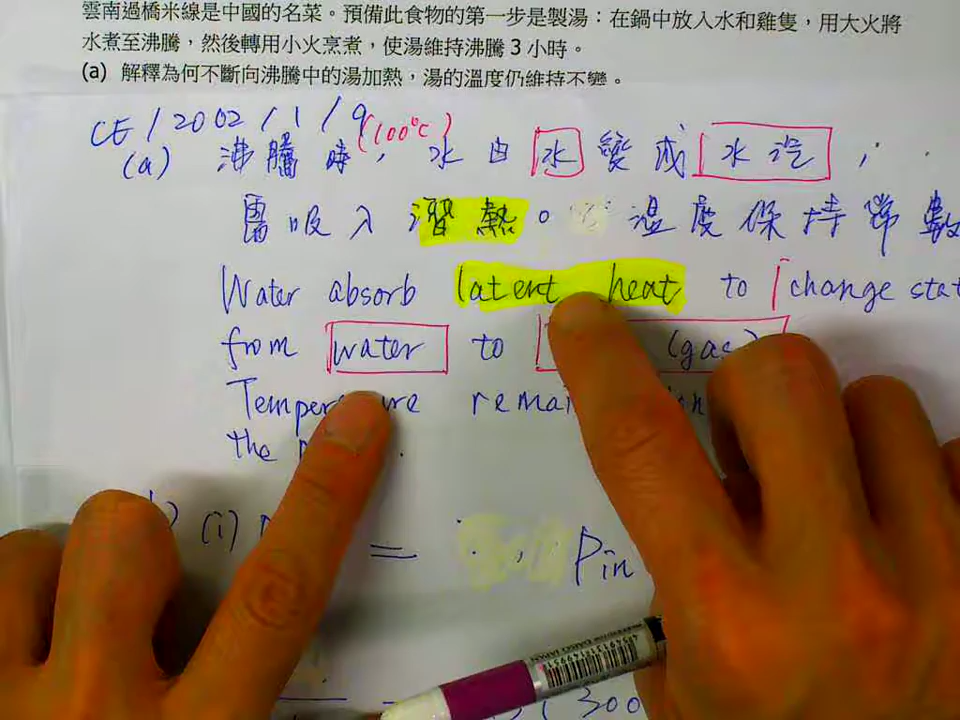 雲南過橋米線是中國的名菜。預備此食物的第一步是製湯：在鍋中放入水和雞隻，用大火將
水煮至沸騰，然後轉用小火烹煮，使湯維持沸騰 3 小時。
(a) 解釋為何不斷向沸騰中的湯加熱，湯的溫度仍維持不變。
CE / 2002 / 1 / 9
(100°C)
(a) 沸騰時，水由水變成水汽，
需吸入潛熱。溫度保持常數
Water absorb latent heat to change stat
from water to (gas)
Temperature remai
the
(i)
= Pin
(300